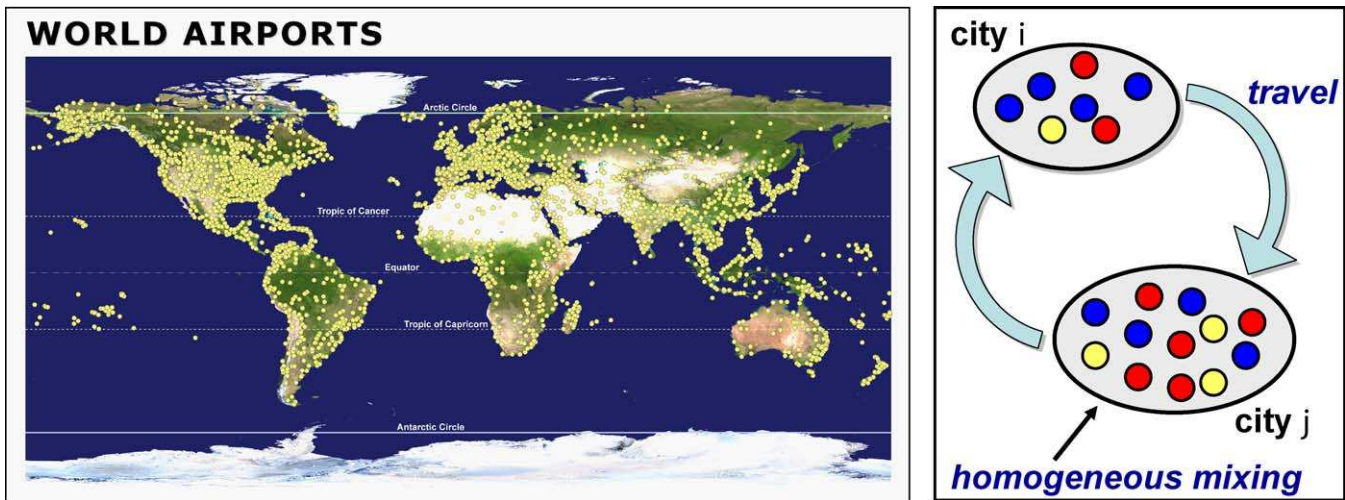 WORLD AIRPORTS
Arctic Circle
Tropic of Cancer
Equator
Tropic of Capricorn
Antarctic Circle
city i
travel
city j
homogeneous mixing